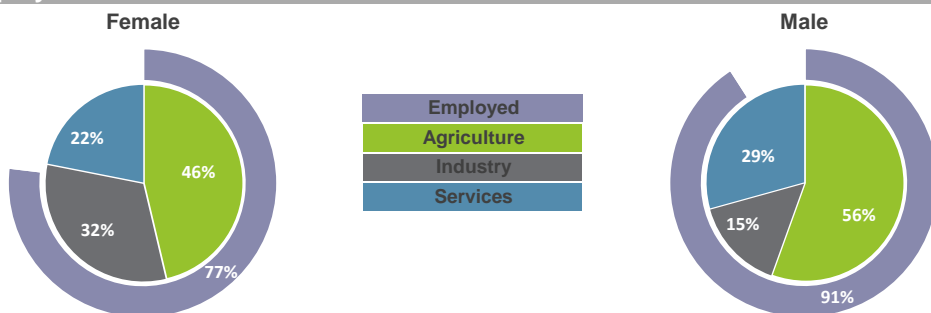 Female
Male
Employed
Agriculture
Industry
Services
22%
46%
32%
77%
29%
56%
15%
91%